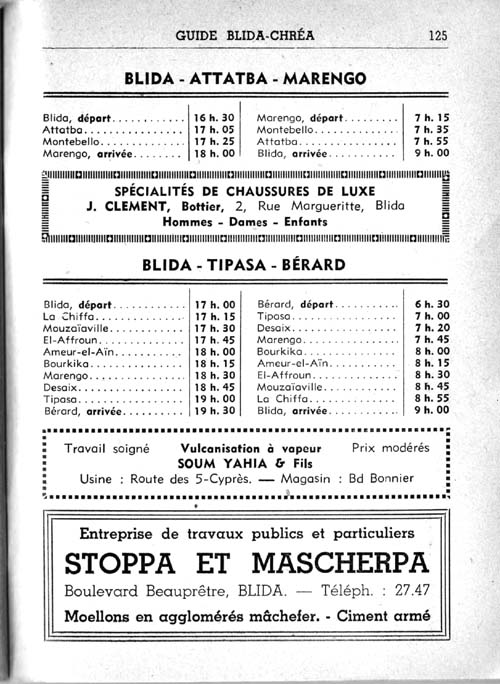 GUIDE BLIDA-CHRÉA 125
BLIDA - ATTATBA - MARENGO
Blida, départ........... 16 h. 30
Attatba................. 17 h. 05
Montebello.............. 17 h. 25
Marengo, arrivée........ 18 h. 00
Marengo, départ......... 7 h. 15
Montebello.............. 7 h. 35
Attatba................. 7 h. 55
Blida, arrivée.......... 9 h. 00
SPÉCIALITÉS DE CHAUSSURES DE LUXE
J. CLEMENT, Bottier, 2, Rue Margueritte, Blida
Hommes - Dames - Enfants
BLIDA - TIPASA - BÉRARD
Blida, départ........... 17 h. 00
La Chiffa............... 17 h. 15
Mouzaïaville............ 17 h. 30
El-Affroun.............. 17 h. 45
Ameur-el-Aïn............ 18 h. 00
Bourkika................ 18 h. 15
Marengo................. 18 h. 30
Desaix.................. 18 h. 45
Tipasa.................. 19 h. 00
Bérard, arrivée......... 19 h. 30
Bérard, départ.......... 6 h. 30
Tipasa.................. 7 h. 00
Desaix.................. 7 h. 20
Marengo................. 7 h. 45
Bourkika................ 8 h. 00
Ameur-el-Aïn............ 8 h. 15
El-Affroun.............. 8 h. 30
Mouzaïaville............ 8 h. 45
La Chiffa............... 8 h. 55
Blida, arrivée.......... 9 h. 00
Travail soigné Vulcanisation à vapeur Prix modérés
SOUM YAHIA & Fils
Usine : Route des 5-Cyprès. — Magasin : Bd Bonnier
Entreprise de travaux publics et particuliers
STOPPA ET MASCHERPA
Boulevard Beauprêtre, BLIDA. — Téléph. : 27.47
Moellons en agglomérés mâchefer. - Ciment armé